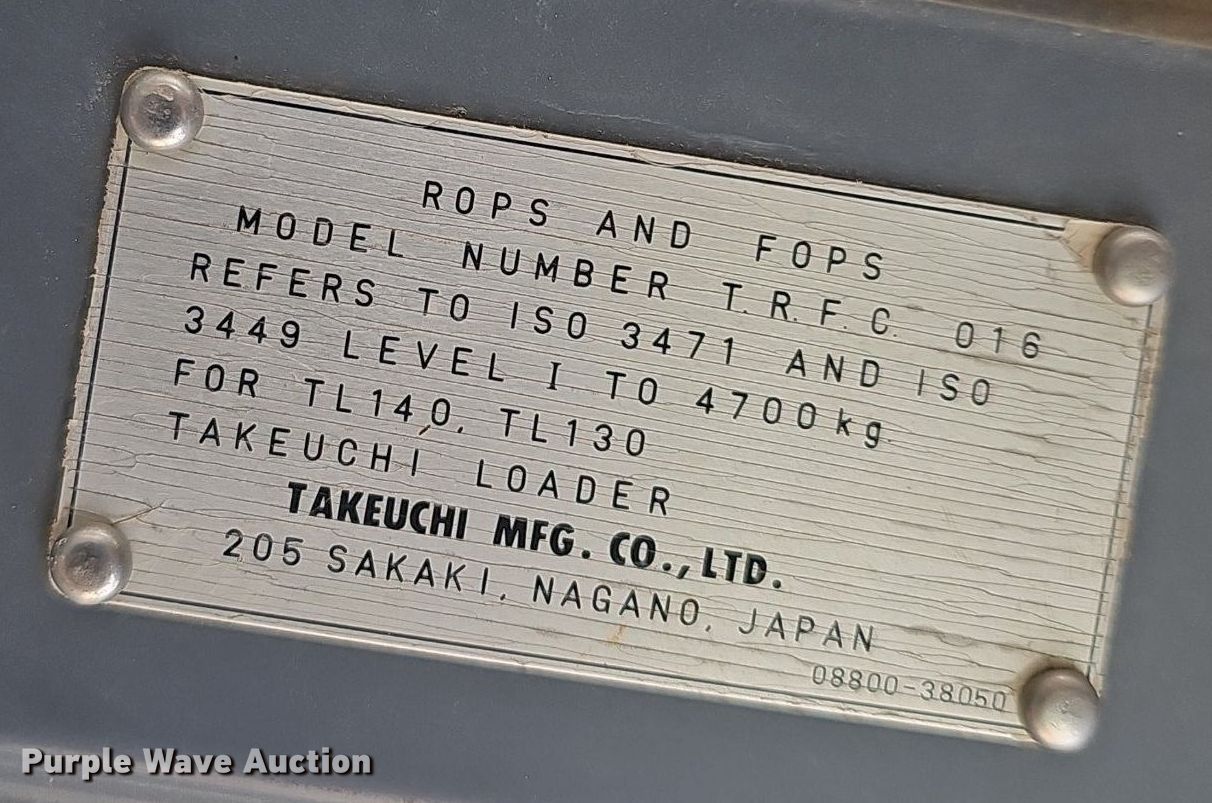 ROPS AND FOPS
MODEL NUMBER T.R.F.C. 016
REFERS TO ISO 3471 AND ISO
3449 LEVEL I TO 4700kg.
FOR TL140, TL130
TAKEUCHI LOADER
TAKEUCHI MFG. CO., LTD.
205 SAKAKI, NAGANO, JAPAN
08800-38050
Purple Wave Auction